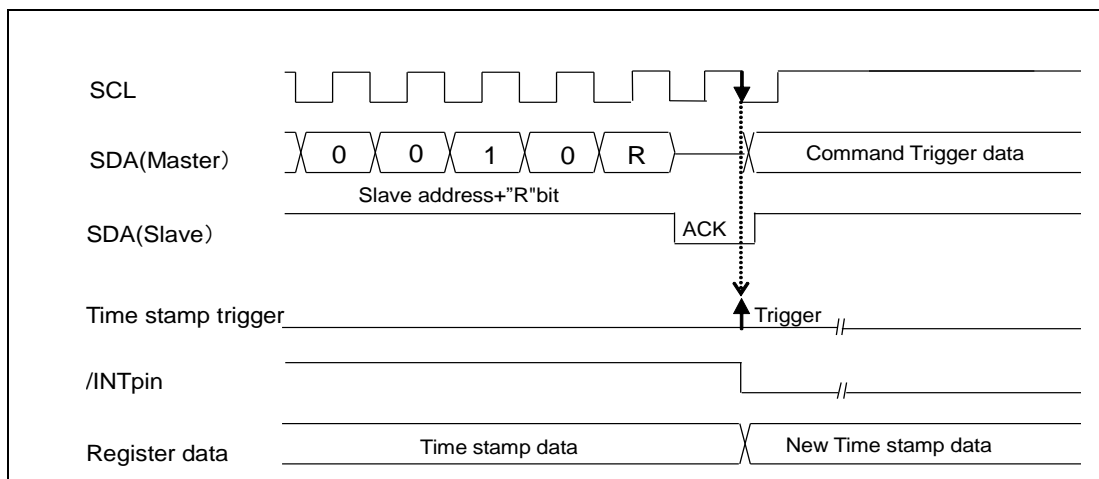 SCL
SDA(Master） 0 0 1 0 R Command Trigger data
Slave address+”R"bit
SDA(Slave） ACK
Time stamp trigger Trigger
/INTpin
Register data Time stamp data New Time stamp data